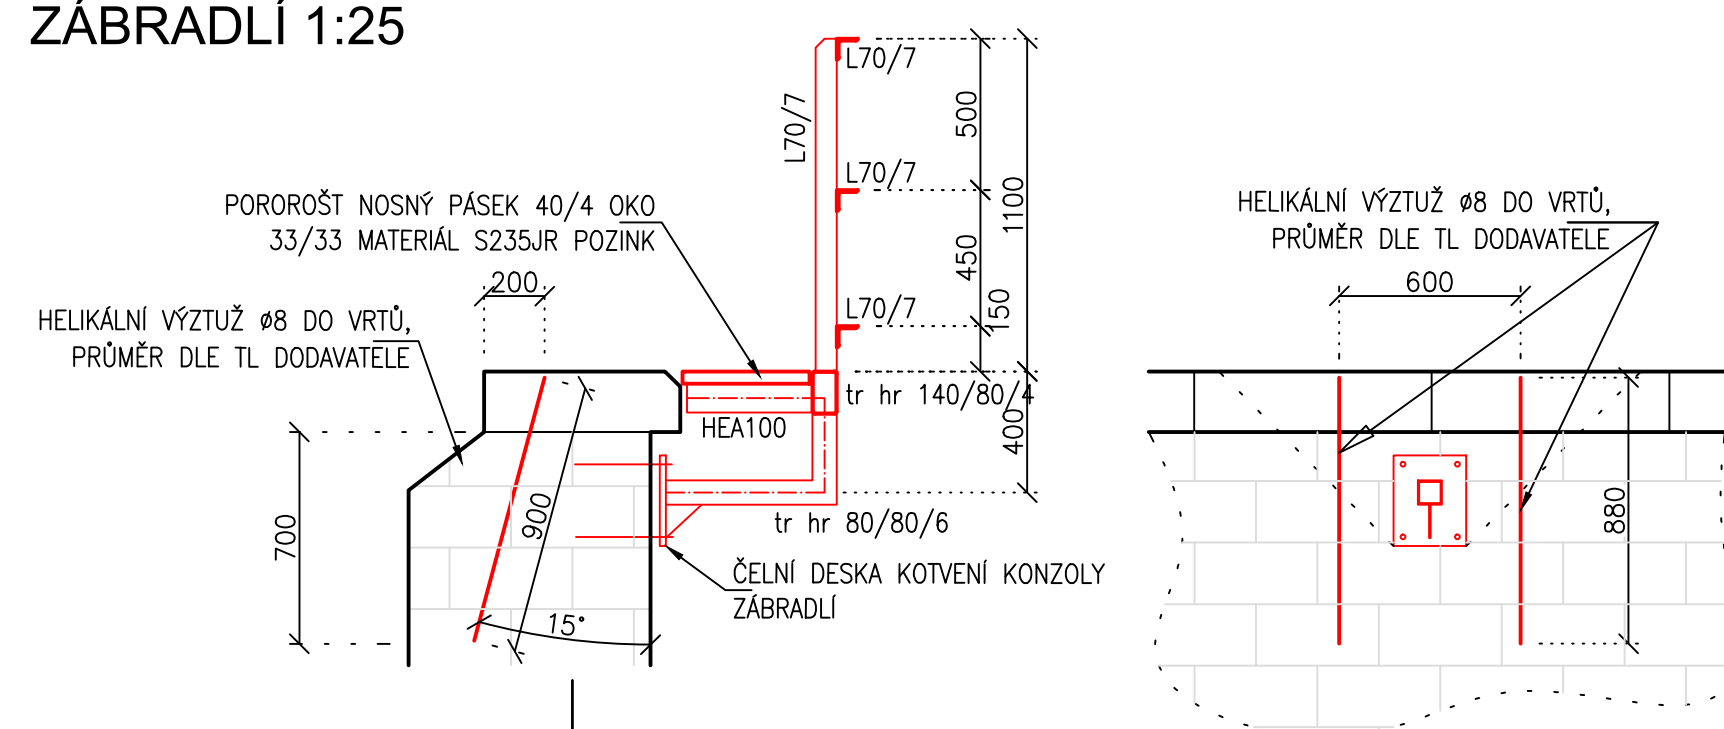 ZÁBRADLÍ 1:25
L70/7
L70/7
500
L70/7
1100
POROROŠT NOSNÝ PÁSEK 40/4 OKO
33/33 MATERIÁL S235JR POZINK
450
200
150
L70/7
HELIKÁLNÍ VÝZTUŽ ø8 DO VRTŮ,
PRŮMĚR DLE TL DODAVATELE
tr hr 140/80/4
HEA100
400
900
700
tr hr 80/80/6
ČELNÍ DESKA KOTVENÍ KONZOLY
ZÁBRADLÍ
15°
HELIKÁLNÍ VÝZTUŽ ø8 DO VRTŮ,
PRŮMĚR DLE TL DODAVATELE
600
880